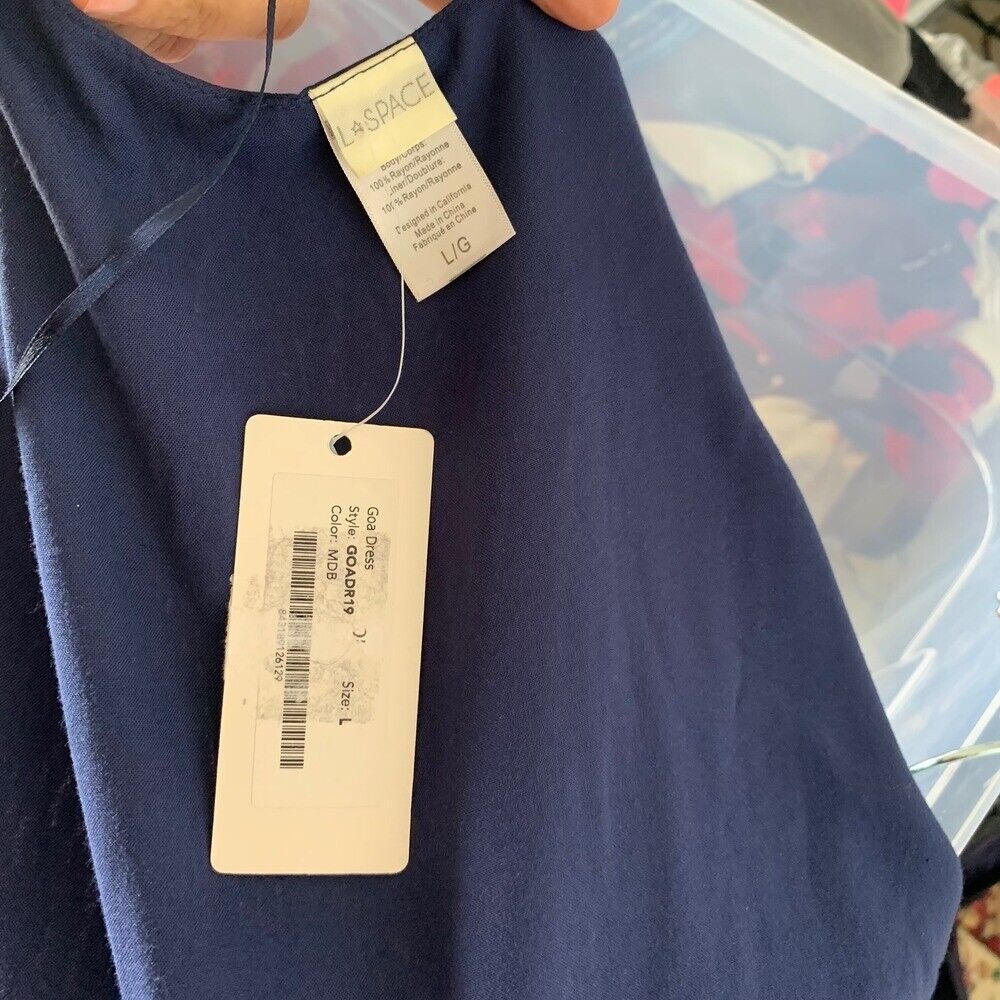 L☆SPACE
Body/Corps:
100% Rayon/Rayonne
Liner/Doublure:
100% Rayon/Rayonne
Designed in California
Made in China
Fabriqué en Chine
L/G
Goa Dress
Style: GOADR19
Color: MDB
Size: L
843189126129